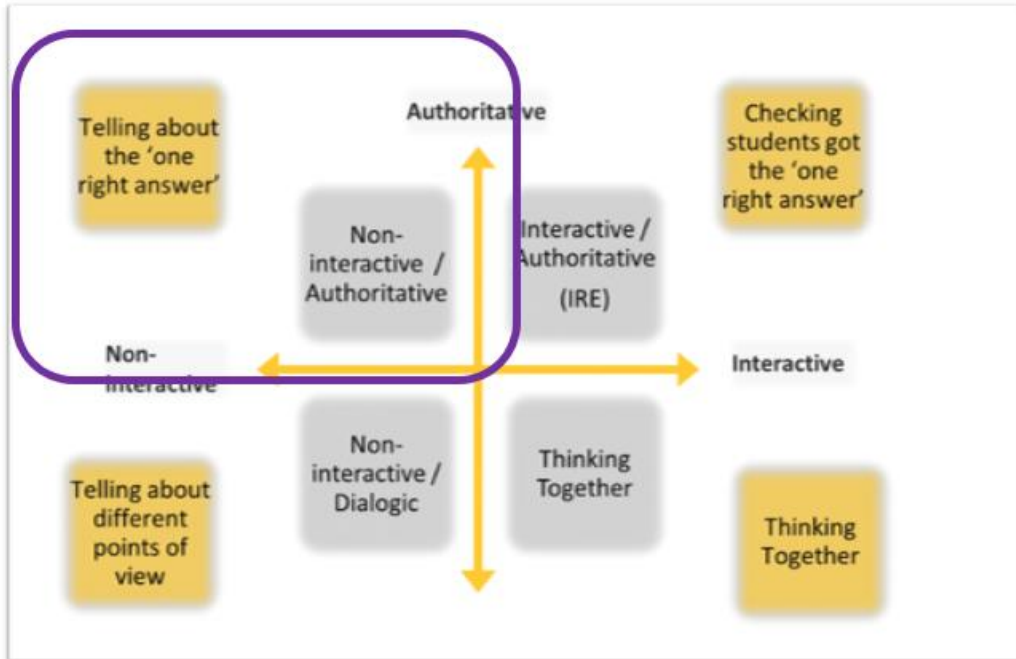 Telling about
the ‘one
right answer’
Authoritative
Checking
students got
the ‘one
right answer’
Non-
interactive /
Authoritative
Interactive /
Authoritative
(IRE)
Non-
interactive
Interactive
Non-
interactive /
Dialogic
Thinking
Together
Telling about
different
points of
view
Thinking
Together